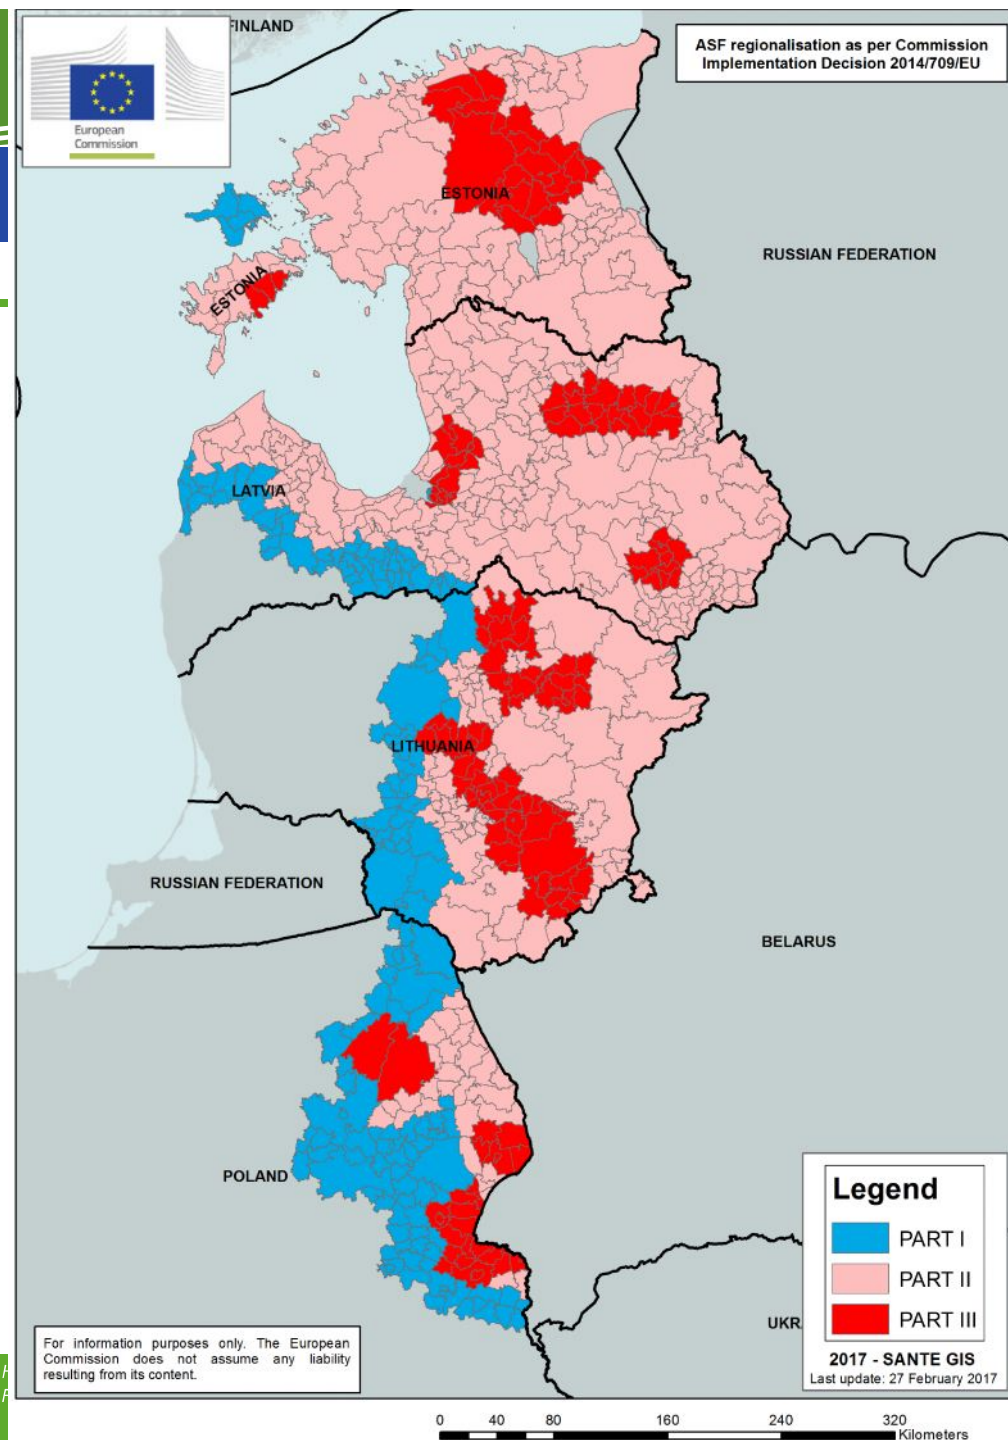 FINLAND
European
Commission
ASF regionalisation as per Commission
Implementation Decision 2014/709/EU
ESTONIA
RUSSIAN FEDERATION
ESTONIA
LATVIA
LITHUANIA
RUSSIAN FEDERATION
BELARUS
POLAND
Legend
PART I
PART II
PART III
UKR
2017 - SANTE GIS
Last update: 27 February 2017
For information purposes only. The European
Commission does not assume any liability
resulting from its content.
0 40 80 160 240 320
Kilometers